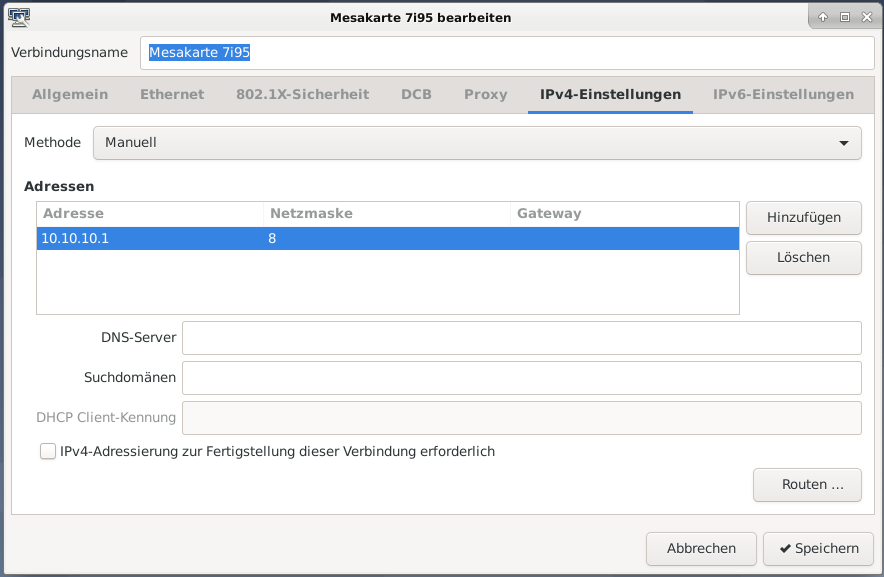 Mesakarte 7i95 bearbeiten
Verbindungsname Mesakarte 7i95
Allgemein Ethernet 802.1X-Sicherheit DCB Proxy IPv4-Einstellungen IPv6-Einstellungen
Methode Manuell
Adressen
Adresse Netzmaske Gateway
10.10.10.1 8
Hinzufügen
Löschen
DNS-Server
Suchdomänen
DHCP Client-Kennung
IPv4-Adressierung zur Fertigstellung dieser Verbindung erforderlich
Routen ...
Abbrechen Speichern